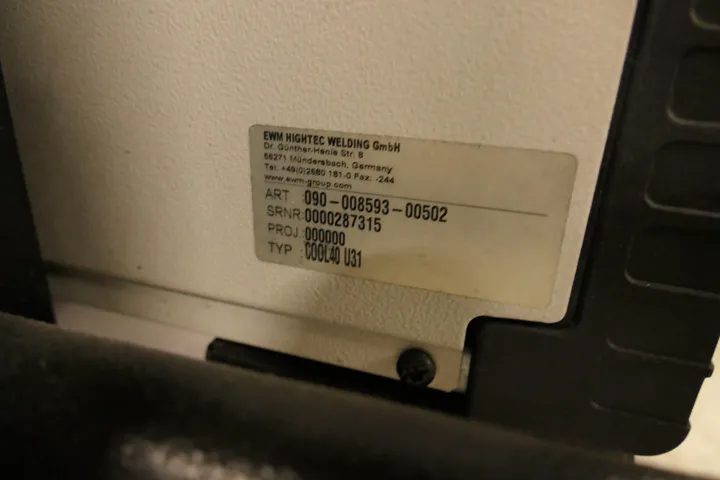 EWM HIGHTEC WELDING GmbH
Dr. Günther-Henle Str. 8
56271 Mündersbach, Germany
Tel. +49(0)2680 181-0 Fax: -244
www.ewm-group.com
ART :090-008593-00502
SRNR:0000287315
PROJ.:000000
TYP :COOL40 U31